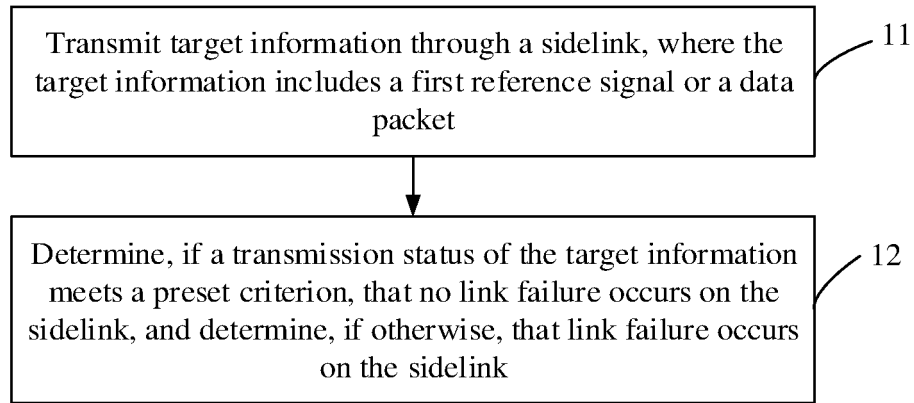 Transmit target information through a sidelink, where the
target information includes a first reference signal or a data
packet
11
Determine, if a transmission status of the target information
meets a preset criterion, that no link failure occurs on the
sidelink, and determine, if otherwise, that link failure occurs
on the sidelink
12